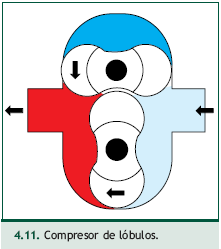 4.11. Compresor de lóbulos.